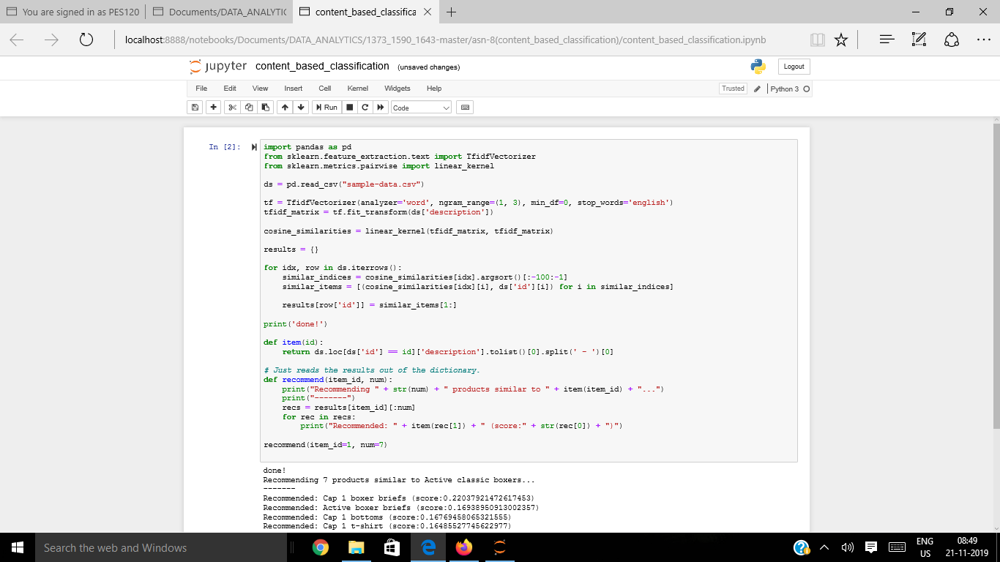 You are signed in as PES120
Documents/DATA_ANALYTIC
content_based_classifica
localhost:8888/notebooks/Documents/DATA_ANALYTICS/1373_1590_1643-master/asn-8(content_based_classification)/content_based_classification.ipynb
jupyter content_based_classification (unsaved changes)
Logout
File Edit View Insert Cell Kernel Widgets Help
Trusted Python 3
Run Code
In [2]:
import pandas as pd
from sklearn.feature_extraction.text import TfidfVectorizer
from sklearn.metrics.pairwise import linear_kernel
ds = pd.read_csv("sample-data.csv")
tf = TfidfVectorizer(analyzer='word', ngram_range=(1, 3), min_df=0, stop_words='english')
tfidf_matrix = tf.fit_transform(ds['description'])
cosine_similarities = linear_kernel(tfidf_matrix, tfidf_matrix)
results = {}
for idx, row in ds.iterrows():
    similar_indices = cosine_similarities[idx].argsort()[:-100:-1]
    similar_items = [(cosine_similarities[idx][i], ds['id'][i]) for i in similar_indices]
    results[row['id']] = similar_items[1:]
print('done!')
def item(id):
    return ds.loc[ds['id'] == id]['description'].tolist()[0].split(' - ')[0]
# Just reads the results out of the dictionary.
def recommend(item_id, num):
    print("Recommending " + str(num) + " products similar to " + item(item_id) + "...")
    print("-------")
    recs = results[item_id][:num]
    for rec in recs:
        print("Recommended: " + item(rec[1]) + " (score:" + str(rec[0]) + ")")
recommend(item_id=1, num=7)
done!
Recommending 7 products similar to Active classic boxers...
-------
Recommended: Cap 1 boxer briefs (score:0.22037921472617453)
Recommended: Active boxer briefs (score:0.16938950913002357)
Recommended: Cap 1 bottoms (score:0.16769458065321555)
Recommended: Cap 1 t-shirt (score:0.16485527745622977)
Search the web and Windows
ENG
US
08:49
21-11-2019